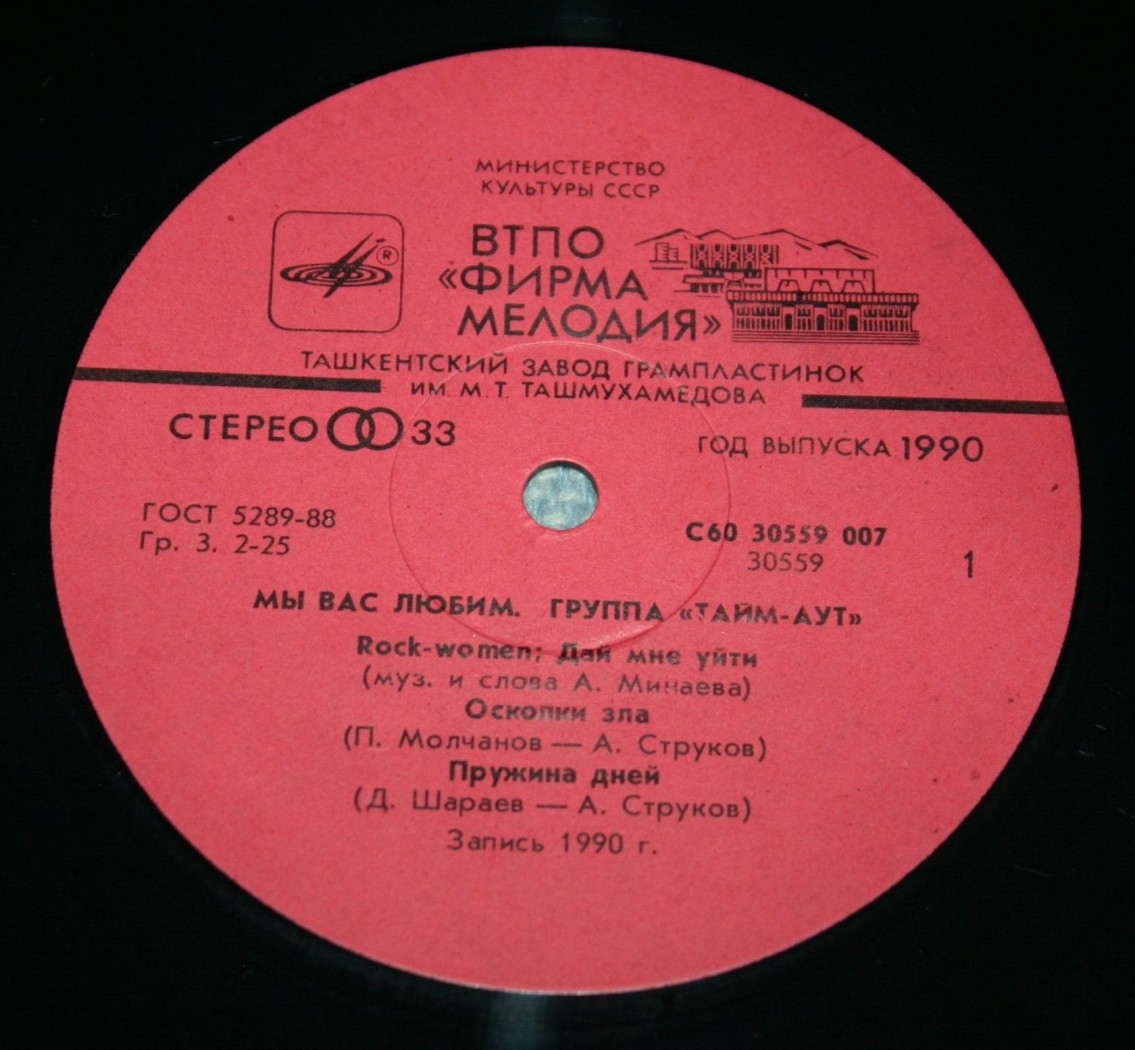 МИНИСТЕРСТВО
КУЛЬТУРЫ СССР
ВТПО
«ФИРМА
МЕЛОДИЯ»
®
ТАШКЕНТСКИЙ ЗАВОД ГРАМПЛАСТИНОК
ИМ. М. Т. ТАШМУХАМЕДОВА
СТЕРЕО 33
ГОД ВЫПУСКА 1990
ГОСТ 5289-88
Гр. 3. 2-25
С60 30559 007
30559
1
МЫ ВАС ЛЮБИМ. ГРУППА «ТАЙМ-АУТ»
Rock-women; Дай мне уйти
(муз. и слова А. Минаева)
Осколки зла
(П. Молчанов — А. Струков)
Пружина дней
(Д. Шараев — А. Струков)
Запись 1990 г.